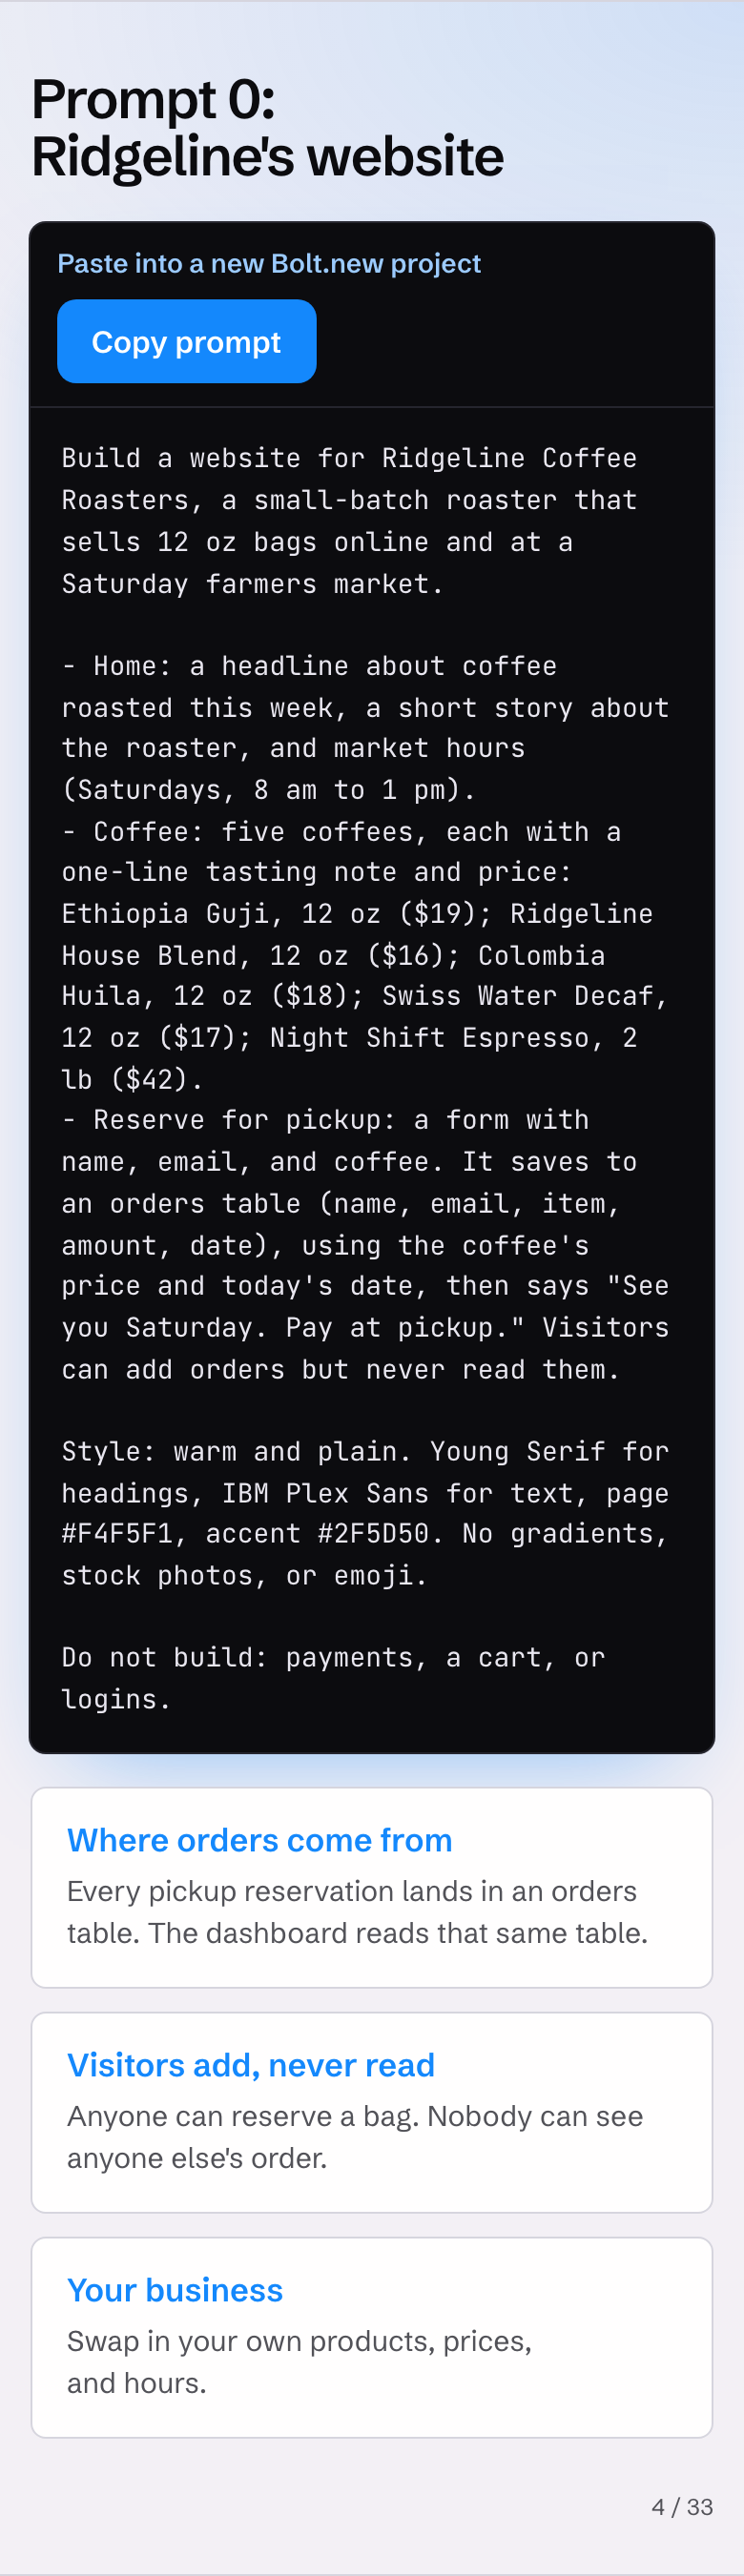 Prompt 0:
Ridgeline's website
Paste into a new Bolt.new project
Copy prompt
Build a website for Ridgeline Coffee
Roasters, a small-batch roaster that
sells 12 oz bags online and at a
Saturday farmers market.
- Home: a headline about coffee
roasted this week, a short story about
the roaster, and market hours
(Saturdays, 8 am to 1 pm).
- Coffee: five coffees, each with a
one-line tasting note and price:
Ethiopia Guji, 12 oz ($19); Ridgeline
House Blend, 12 oz ($16); Colombia
Huila, 12 oz ($18); Swiss Water Decaf,
12 oz ($17); Night Shift Espresso, 2
lb ($42).
- Reserve for pickup: a form with
name, email, and coffee. It saves to
an orders table (name, email, item,
amount, date), using the coffee's
price and today's date, then says "See
you Saturday. Pay at pickup." Visitors
can add orders but never read them.
Style: warm and plain. Young Serif for
headings, IBM Plex Sans for text, page
#F4F5F1, accent #2F5D50. No gradients,
stock photos, or emoji.
Do not build: payments, a cart, or
logins.
Where orders come from
Every pickup reservation lands in an orders
table. The dashboard reads that same table.
Visitors add, never read
Anyone can reserve a bag. Nobody can see
anyone else's order.
Your business
Swap in your own products, prices,
and hours.
4 / 33